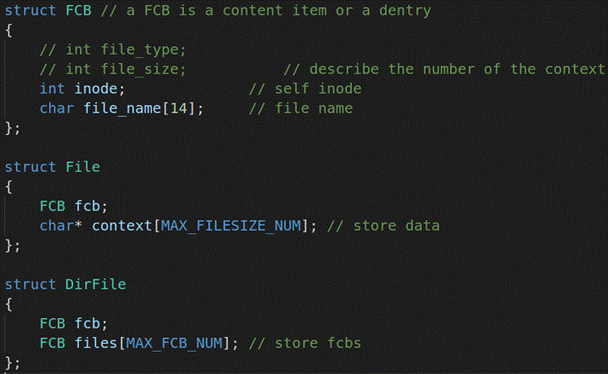 struct FCB // a FCB is a content item or a dentry
{
    // int file_type;
    // int file_size;           // describe the number of the context
    int inode;              // self inode
    char file_name[14];     // file name
};
struct File
{
    FCB fcb;
    char* context[MAX_FILESIZE_NUM]; // store data
};
struct DirFile
{
    FCB fcb;
    FCB files[MAX_FCB_NUM]; // store fcbs
};